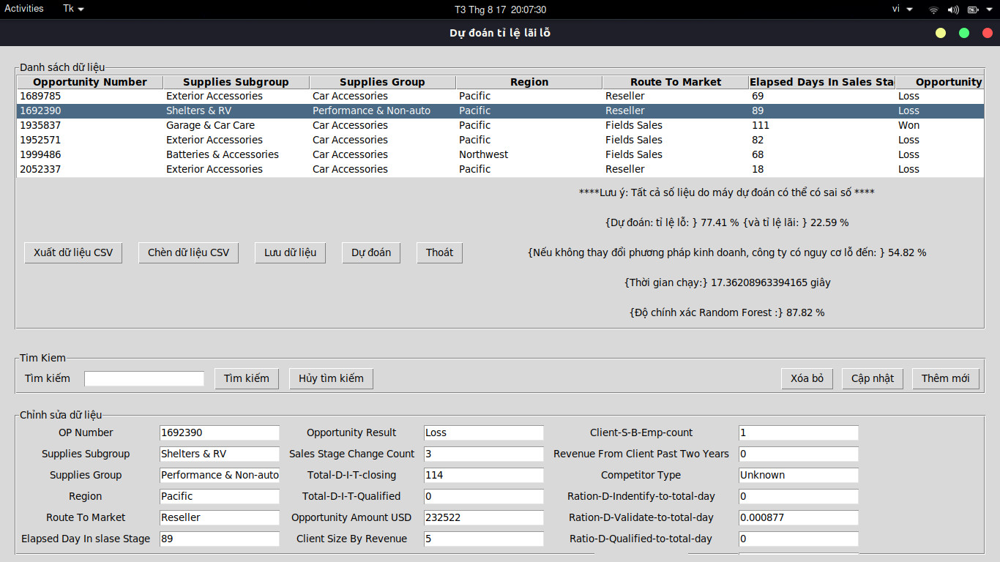 Activities Tk T3 Thg 8 17 20:07:30 vi
Dự đoán tỉ lệ lãi lỗ
Danh sách dữ liệu
Opportunity Number Supplies Subgroup Supplies Group Region Route To Market Elapsed Days In Sales Sta Opportunity
1689785 Exterior Accessories Car Accessories Pacific Reseller 69 Loss
1692390 Shelters & RV Performance & Non-auto Pacific Reseller 89 Loss
1935837 Garage & Car Care Car Accessories Pacific Fields Sales 111 Won
1952571 Exterior Accessories Car Accessories Pacific Fields Sales 82 Loss
1999486 Batteries & Accessories Car Accessories Northwest Fields Sales 68 Loss
2052337 Exterior Accessories Car Accessories Pacific Reseller 18 Loss
****Lưu ý: Tất cả số liệu do máy dự đoán có thể có sai số ****
{Dự đoán: tỉ lệ lỗ: } 77.41 % {và tỉ lệ lãi: } 22.59 %
Xuất dữ liệu CSV Chèn dữ liệu CSV Lưu dữ liệu Dự đoán Thoát {Nếu không thay đổi phương pháp kinh doanh, công ty có nguy cơ lỗ đến: } 54.82 %
{Thời gian chạy:} 17.36208963394165 giây
{Độ chính xác Random Forest :} 87.82 %
Tim Kiem
Tìm kiếm Tìm kiếm Hủy tìm kiếm Xóa bỏ Cập nhật Thêm mới
Chỉnh sửa dữ liệu
OP Number 1692390 Opportunity Result Loss Client-S-B-Emp-count 1
Supplies Subgroup Shelters & RV Sales Stage Change Count 3 Revenue From Client Past Two Years 0
Supplies Group Performance & Non-auto Total-D-I-T-closing 114 Competitor Type Unknown
Region Pacific Total-D-I-T-Qualified 0 Ration-D-Indentify-to-total-day 0
Route To Market Reseller Opportunity Amount USD 232522 Ration-D-Validate-to-total-day 0.000877
Elapsed Day In slase Stage 89 Client Size By Revenue 5 Ratio-D-Qualified-to-total-day 0